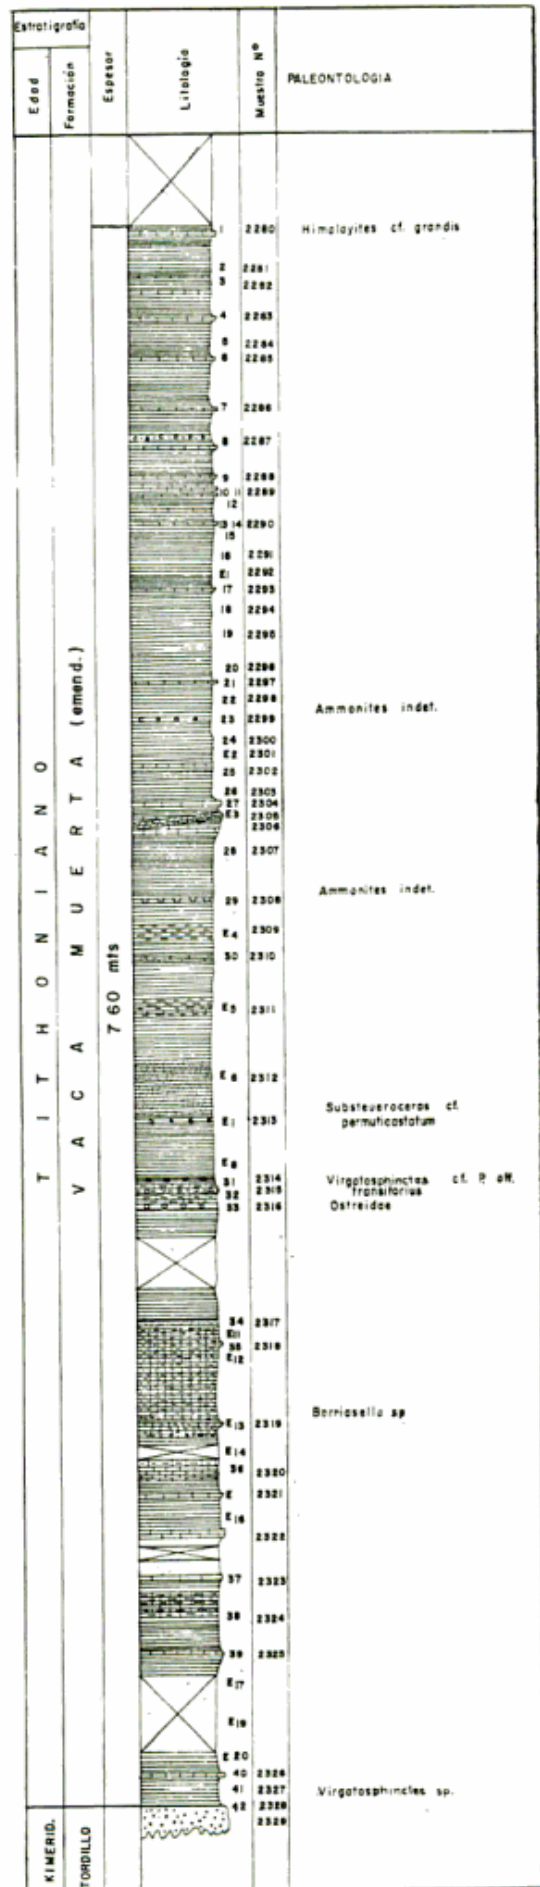 Estratigrafía
Edad
Formación
Espesor
Litología
Muestra Nº
PALEONTOLOGIA
1 2280 Himalayites cf. grandis
2 2281
3 2282
4 2283
5 2284
6 2285
7 2286
8 2287
9 2288
10 11 2289
12
13 14 2290
15
16 2291
E1 2292
17 2293
18 2294
19 2295
20 2296
21 2297
22 2298
Ammonites indet.
23 2299
24 2300
E2 2301
25 2302
26 2303
27 2304
E3 2305
2306
28 2307
Ammonites indet.
29 2308
E4 2309
30 2310
E5 2311
E6 2312
Substeueroceras cf.
permuticostatum
E1 2313
E8
31 2314 Virgatosphinctes cf. P. aff.
32 2315 transitorius
33 2316 Ostreidae
34 2317
E11
35 2318
E12
Berriasella sp
E13 2319
E14
36 2320
E 2321
E16
2322
37 2323
38 2324
39 2325
E17
E19
E20
40 2326
41 2327 Virgatosphinctes sp.
42 2328
2329
TITHONIANO
VACA MUERTA (emend.)
760 mts
KIMERID.
TORDILLO